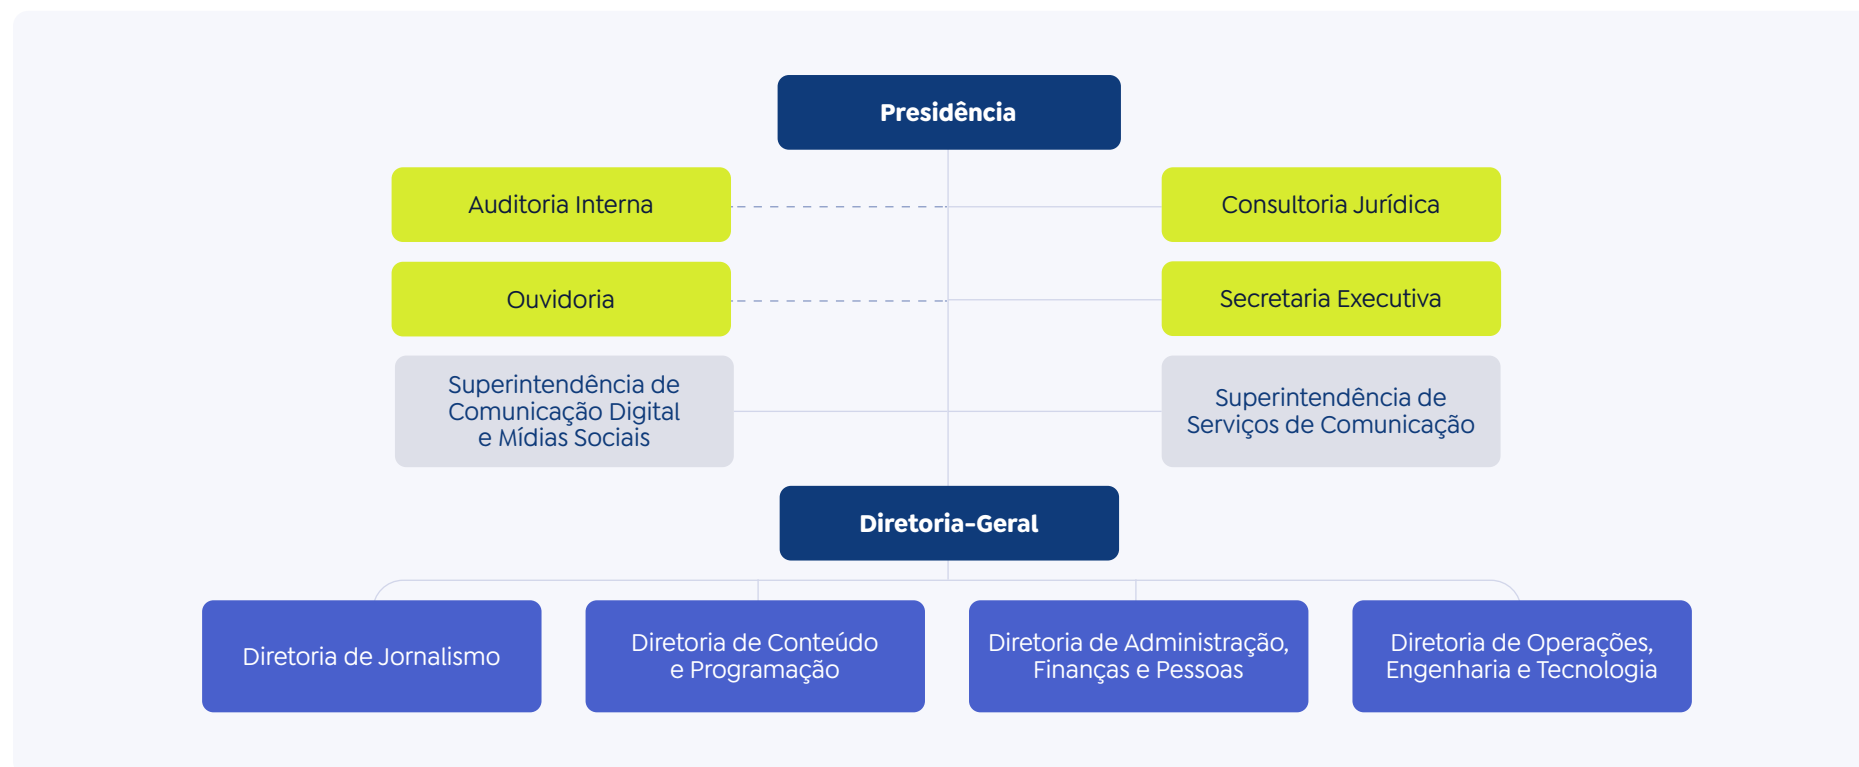 Presidência
Auditoria Interna
Consultoria Jurídica
Ouvidoria
Secretaria Executiva
Superintendência de
Comunicação Digital
e Mídias Sociais
Superintendência de
Serviços de Comunicação
Diretoria-Geral
Diretoria de Jornalismo
Diretoria de Conteúdo
e Programação
Diretoria de Administração,
Finanças e Pessoas
Diretoria de Operações,
Engenharia e Tecnologia